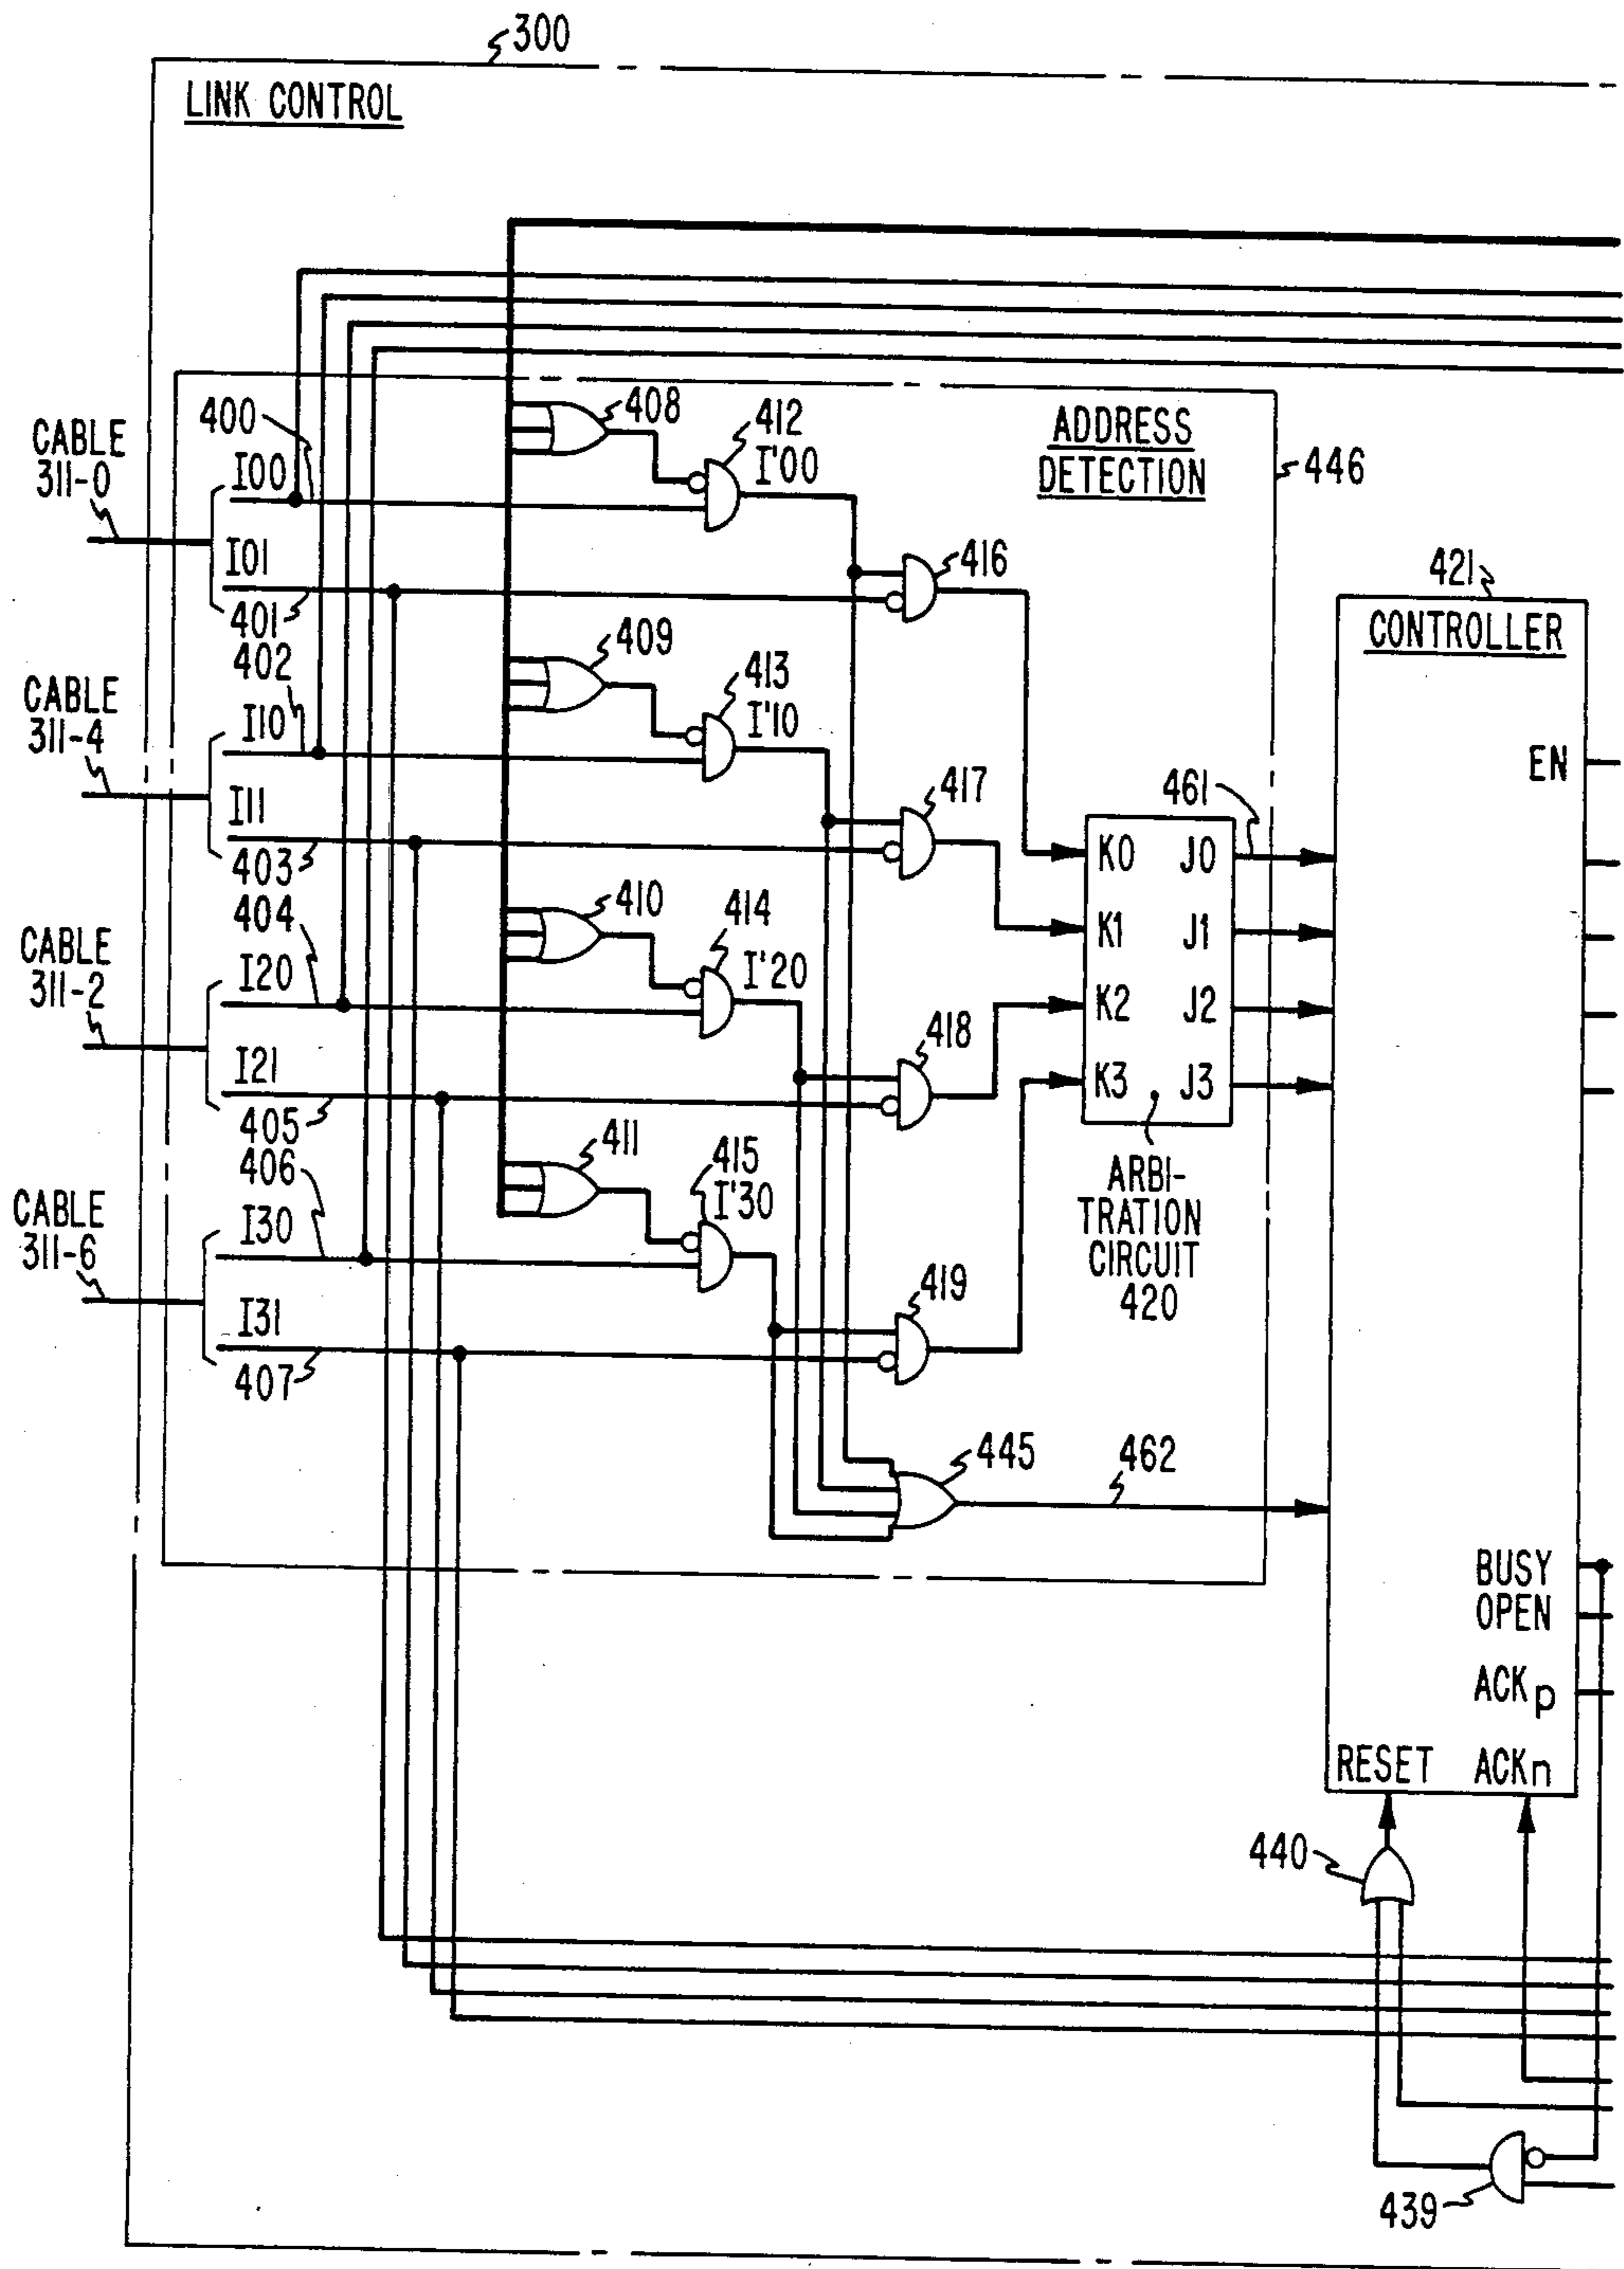 300
LINK CONTROL
400
408
412
I'00
ADDRESS
DETECTION
446
CABLE
311-0
I00
I01
401
416
421
CONTROLLER
402
409
413
I'10
CABLE
311-4
I10
I11
403
417
EN
461
K0 J0
K1 J1
K2 J2
K3 J3
404
410
414
I'20
CABLE
311-2
I20
I21
405
418
406
411
415
I'30
ARBI-
TRATION
CIRCUIT
420
CABLE
311-6
I30
I31
407
419
445
462
BUSY
OPEN
ACKp
RESET ACKn
440
439